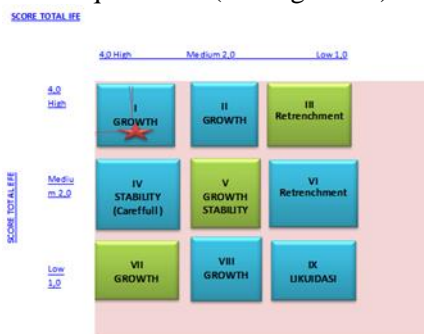 SCORE TOTAL IFE
4,0 High
Medium 2,0
Low 1,0
4,0
High
I
GROWTH
II
GROWTH
III
Retrenchment
SCORE TOTAL EFE
Mediu
m 2,0
IV
STABILITY
(Carefull)
V
GROWTH
STABILITY
VI
Retrenchment
Low
1,0
VII
GROWTH
VIII
GROWTH
IX
LIKUIDASI